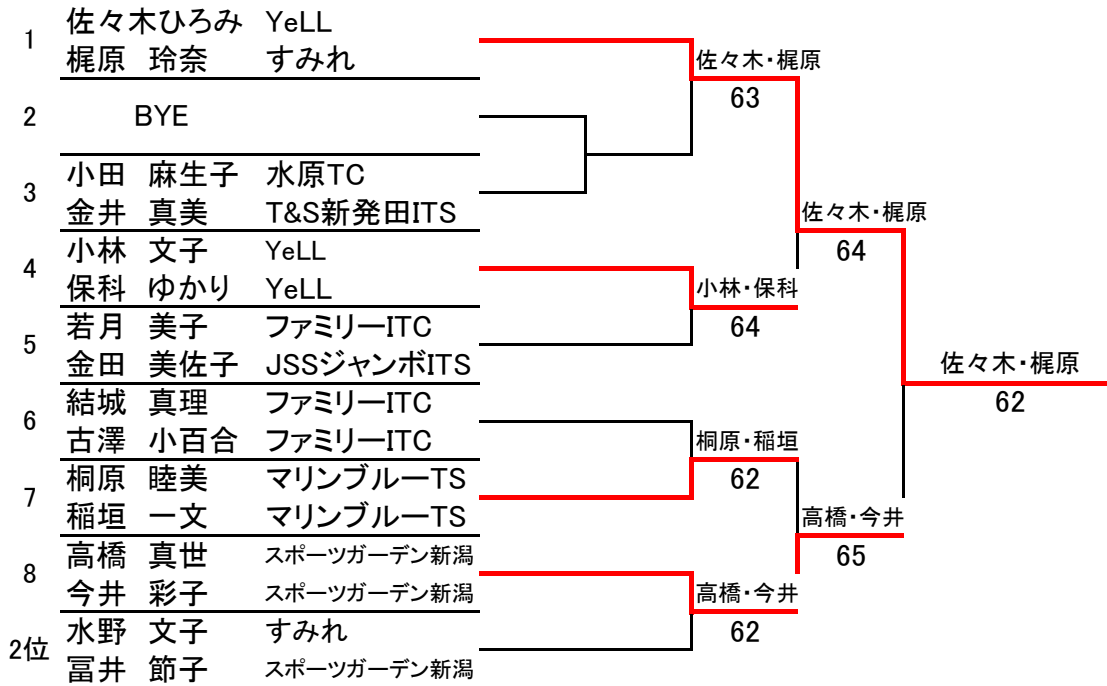 1
佐々木ひろみ YeLL
梶原 玲奈 すみれ
2
BYE
3
小田 麻生子 水原TC
金井 真美 T&S新発田ITS
4
小林 文子 YeLL
保科 ゆかり YeLL
5
若月 美子 ファミリーITC
金田 美佐子 JSSジャンボITS
6
結城 真理 ファミリーITC
古澤 小百合 ファミリーITC
7
桐原 睦美 マリンブルーTS
稲垣 一文 マリンブルーTS
8
高橋 真世 スポーツガーデン新潟
今井 彩子 スポーツガーデン新潟
2位
水野 文子 すみれ
冨井 節子 スポーツガーデン新潟
佐々木・梶原
63
小林・保科
64
桐原・稲垣
62
高橋・今井
62
佐々木・梶原
64
高橋・今井
65
佐々木・梶原
62